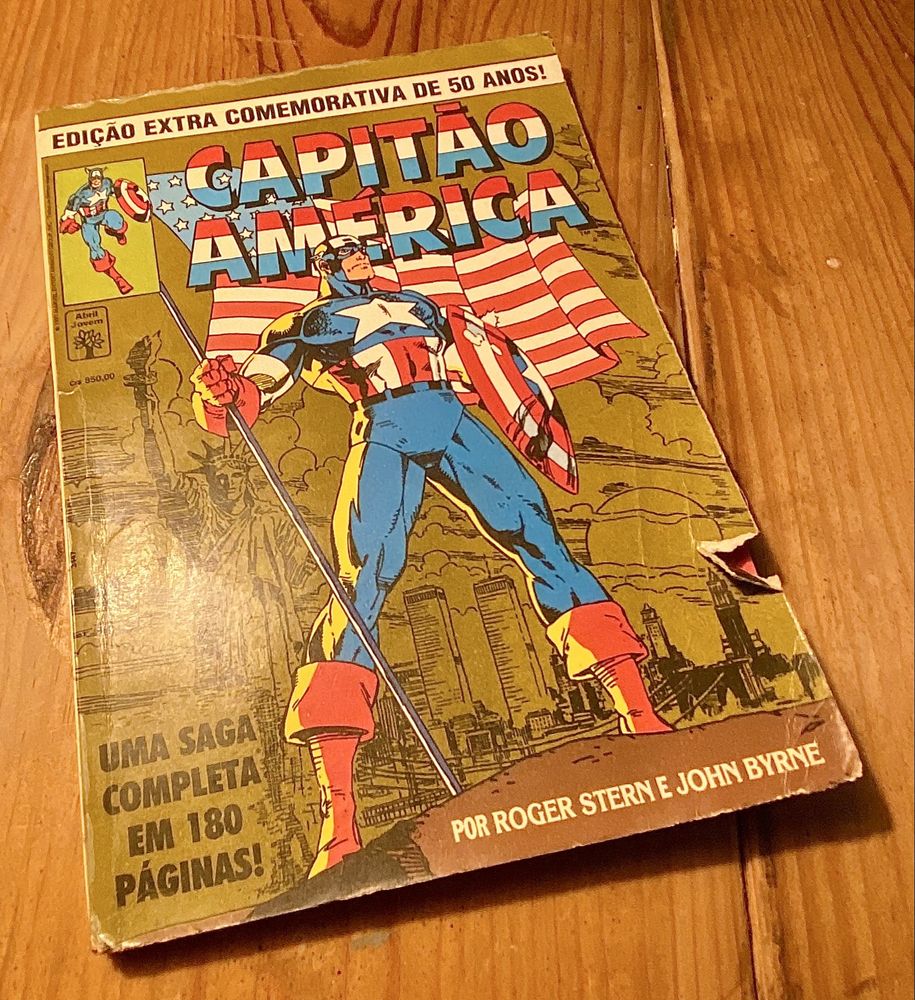 EDIÇÃO EXTRA COMEMORATIVA DE 50 ANOS!
CAPITÃO
AMÉRICA
Abril
Jovem
Cr$ 850,00
UMA SAGA
COMPLETA
EM 180
PÁGINAS!
POR ROGER STERN E JOHN BYRNE